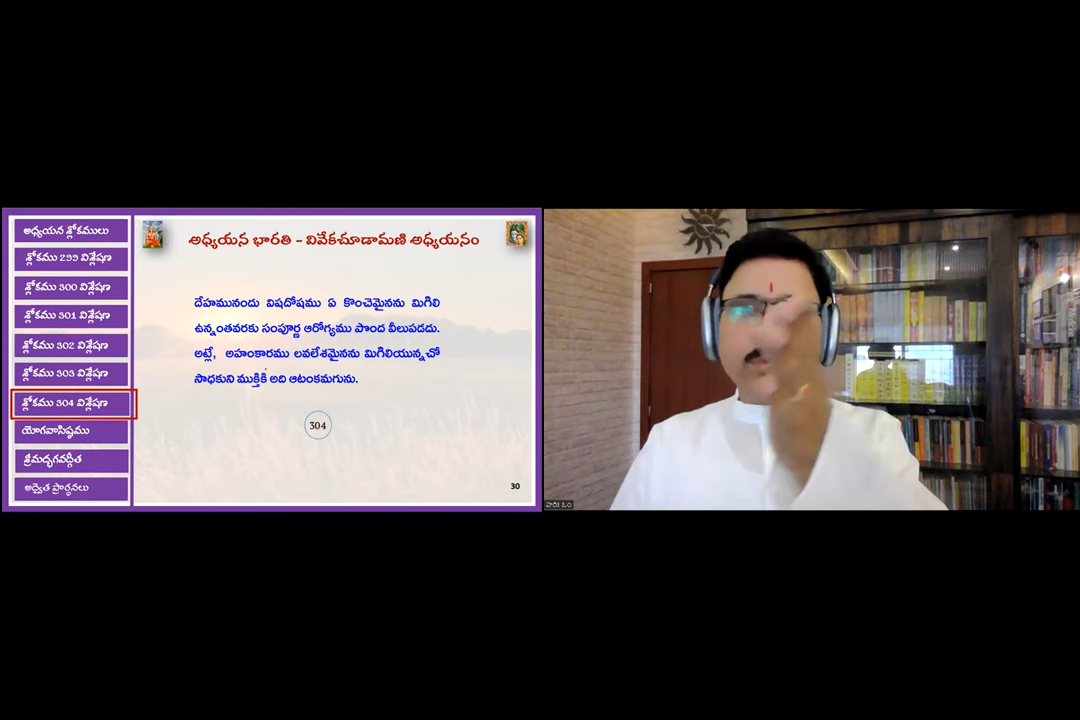 అధ్యయన శ్లోకములు
శ్లోకము 299 విశ్లేషణ
శ్లోకము 300 విశ్లేషణ
శ్లోకము 301 విశ్లేషణ
శ్లోకము 302 విశ్లేషణ
శ్లోకము 303 విశ్లేషణ
శ్లోకము 304 విశ్లేషణ
యోగవాసిష్ఠము
శ్రీమద్భగవద్గీత
అద్వైత ప్రార్థనలు
అధ్యయన భారతి - వివేకచూడామణి అధ్యయనం
దేహమునందు విషదోషము ఏ కొంచెమైనను మిగిలి
ఉన్నంతవరకు సంపూర్ణ ఆరోగ్యము పొంద వీలుపడదు.
అట్లే, అహంకారము లవలేశమైనను మిగిలియున్నచో
సాధకుని ముక్తికి అది ఆటంకమగును.
304
30
హరిః ఓం